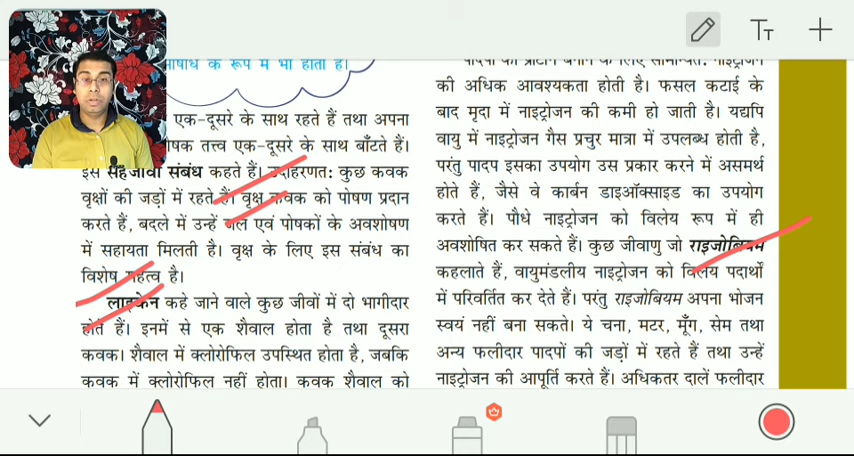 षधि के रूप में भी होता है।
एक-दूसरे के साथ रहते हैं तथा अपना
षक तत्त्व एक-दूसरे के साथ बाँटते हैं।
इसे सहजीवी संबंध कहते हैं। उदाहरणत: कुछ कवक
वृक्षों की जड़ों में रहते हैं। वृक्ष कवक को पोषण प्रदान
करते हैं, बदले में उन्हें जल एवं पोषकों के अवशोषण
में सहायता मिलती है। वृक्ष के लिए इस संबंध का
विशेष महत्व है।
लाइकेन कहे जाने वाले कुछ जीवों में दो भागीदार
होते हैं। इनमें से एक शैवाल होता है तथा दूसरा
कवक। शैवाल में क्लोरोफिल उपस्थित होता है, जबकि
कवक में क्लोरोफिल नहीं होता। कवक शैवाल को
पादपों को प्रोटीन बनाने के लिए सामान्यत: नाइट्रोजन
की अधिक आवश्यकता होती है। फसल कटाई के
बाद मृदा में नाइट्रोजन की कमी हो जाती है। यद्यपि
वायु में नाइट्रोजन गैस प्रचुर मात्रा में उपलब्ध होती है,
परंतु पादप इसका उपयोग उस प्रकार करने में असमर्थ
होते हैं, जैसे वे कार्बन डाइऑक्साइड का उपयोग
करते हैं। पौधे नाइट्रोजन को विलेय रूप में ही
अवशोषित कर सकते हैं। कुछ जीवाणु जो राइजोबियम
कहलाते हैं, वायुमंडलीय नाइट्रोजन को विलेय पदार्थों
में परिवर्तित कर देते हैं। परंतु राइजोबियम अपना भोजन
स्वयं नहीं बना सकते। ये चना, मटर, मूँग, सेम तथा
अन्य फलीदार पादपों की जड़ों में रहते हैं तथा उन्हें
नाइट्रोजन की आपूर्ति करते हैं। अधिकतर दालें फलीदार